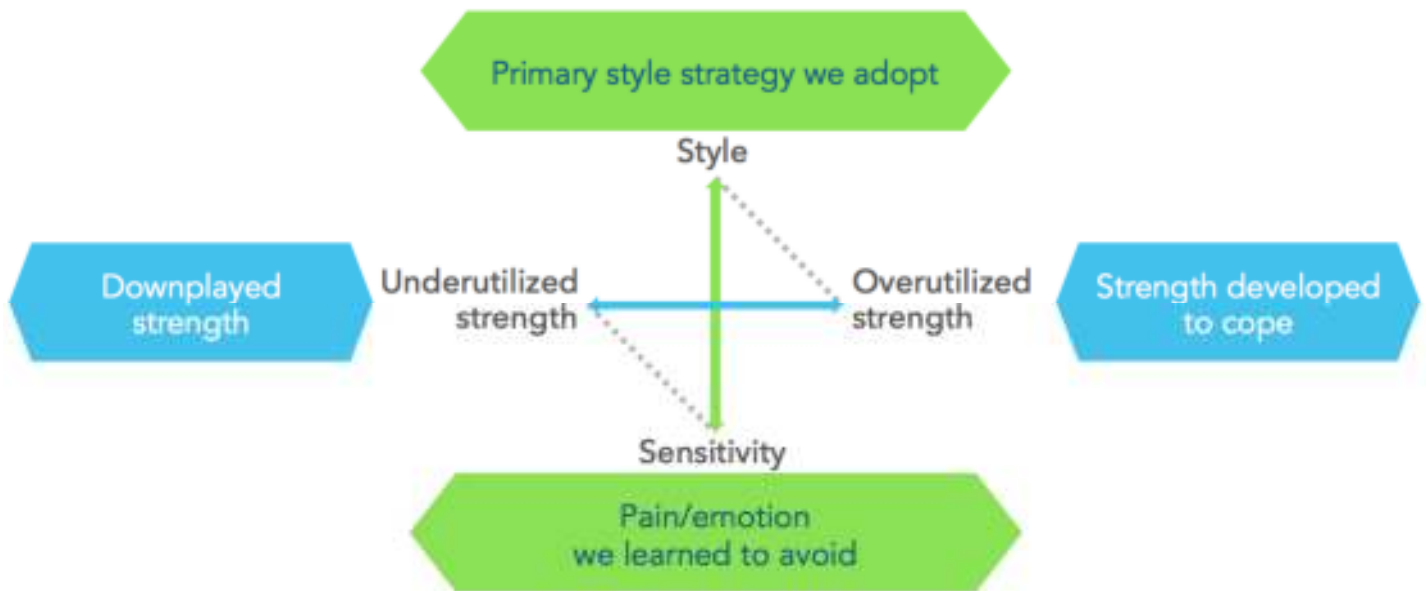 Primary style strategy we adopt
Style
Downplayed
strength
Underutilized
strength
Overutilized
strength
Strength developed
to cope
Sensitivity
Pain/emotion
we learned to avoid